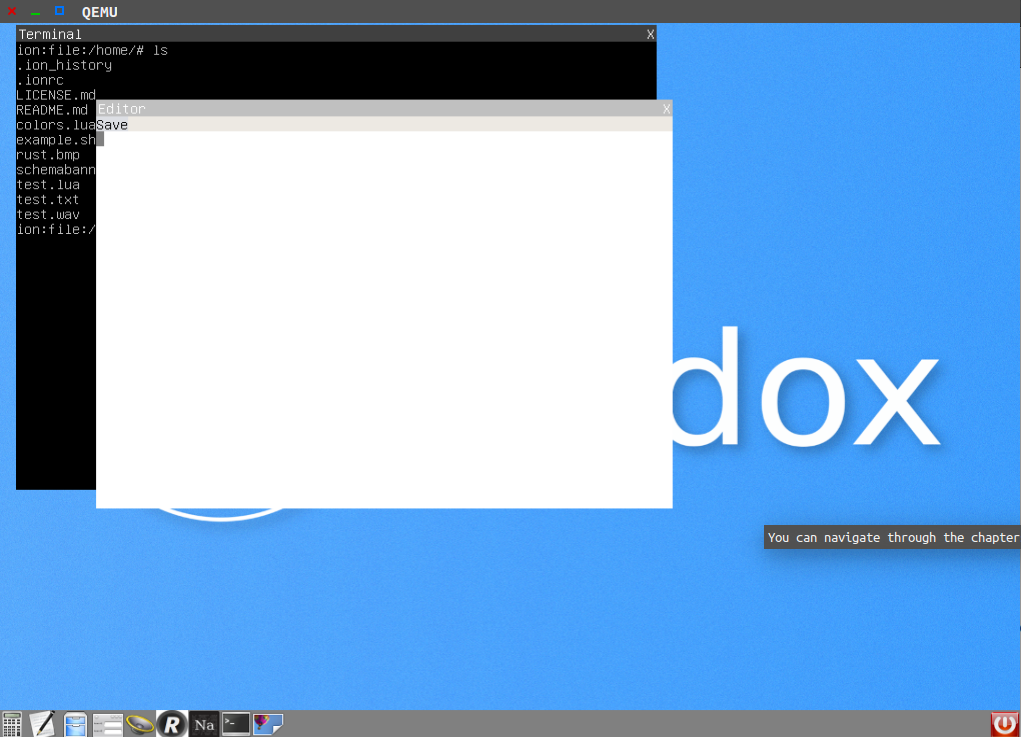 QEMU
Terminal X
ion:file:/home/# ls
.ion_history
.ionrc
LICENSE.md
README.md
Editor X
colors.lua
Save
example.sh
rust.bmp
schemabann
test.lua
test.txt
test.wav
ion:file:/
dox
You can navigate through the chapter
R
Na
>-